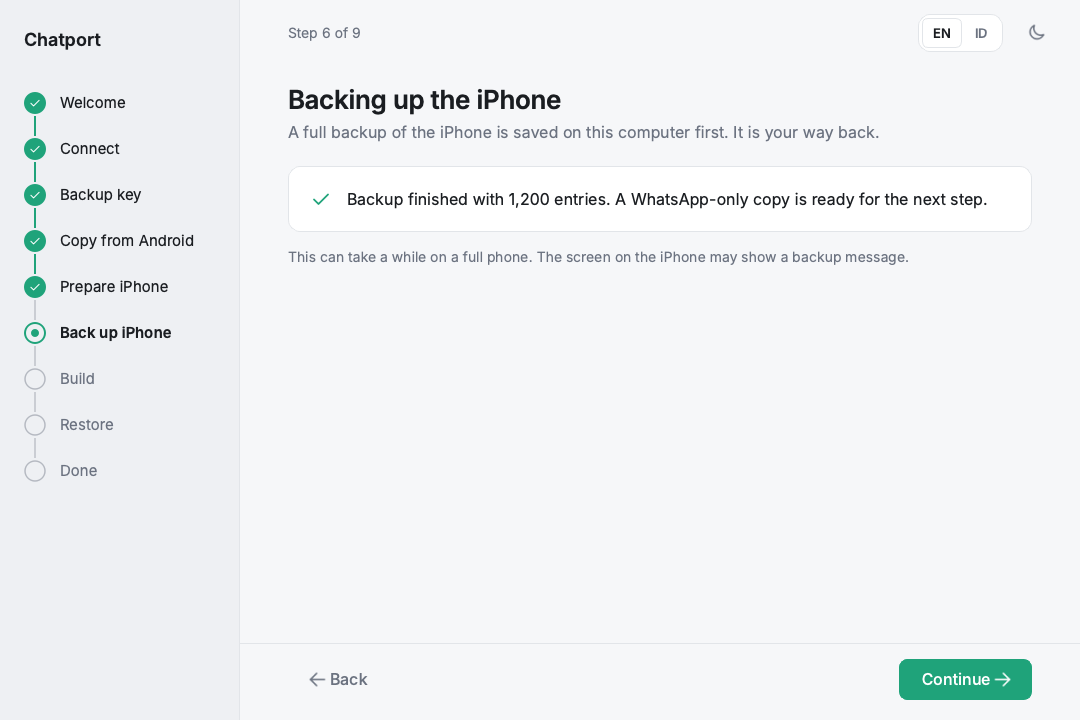 Chatport
Welcome
Connect
Backup key
Copy from Android
Prepare iPhone
Back up iPhone
Build
Restore
Done
Step 6 of 9
EN
ID
Backing up the iPhone
A full backup of the iPhone is saved on this computer first. It is your way back.
Backup finished with 1,200 entries. A WhatsApp-only copy is ready for the next step.
This can take a while on a full phone. The screen on the iPhone may show a backup message.
Back
Continue